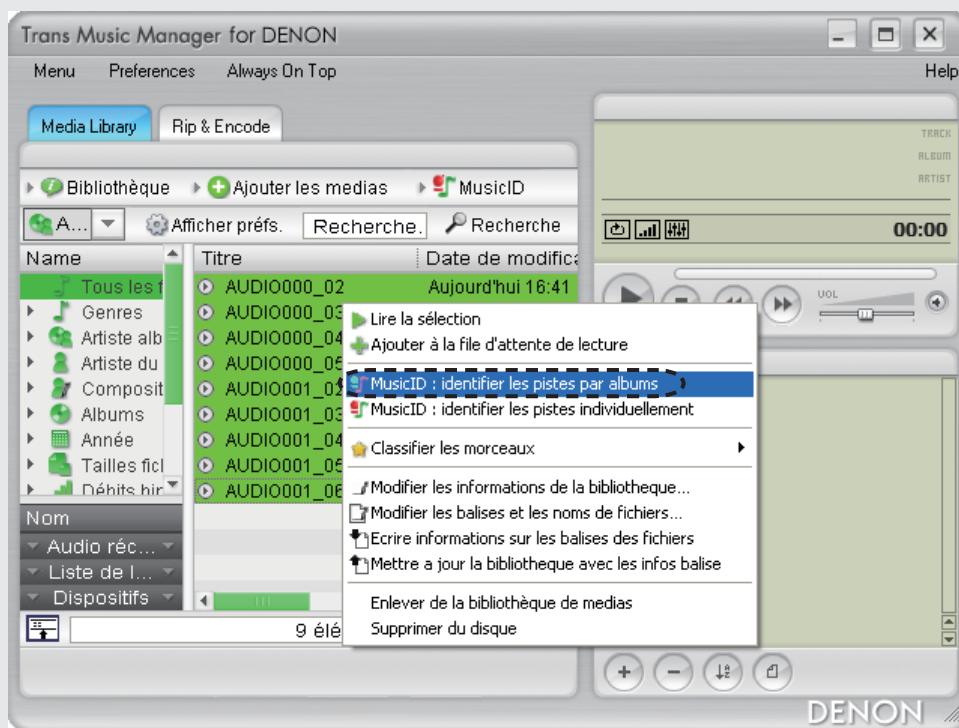 Trans Music Manager for DENON
Menu Preferences Always On Top Help
Media Library Rip & Encode
TRACK
ALBUM
ARTIST
Bibliothèque Ajouter les medias MusicID
A... Afficher préfs. Recherche. Recherche
00:00
Name Titre Date de modifica
Tous les f AUDIO000_02 Aujourd'hui 16:41
VOL
Genres AUDIO000_03
Artiste alb AUDIO000_04
Artiste du AUDIO000_05
Composit AUDIO001_02
Albums AUDIO001_03
Année AUDIO001_04
Tailles fich AUDIO001_05
Débits bir AUDIO001_06
Lire la sélection
Ajouter à la file d'attente de lecture
MusicID : identifier les pistes par albums
MusicID : identifier les pistes individuellement
Classifier les morceaux
Modifier les informations de la bibliotheque...
Modifier les balises et les noms de fichiers...
Ecrire informations sur les balises des fichiers
Mettre a jour la bibliotheque avec les infos balise
Enlever de la bibliothèque de medias
Supprimer du disque
Nom
Audio réc...
Liste de l...
Dispositifs
9 élé
DENON